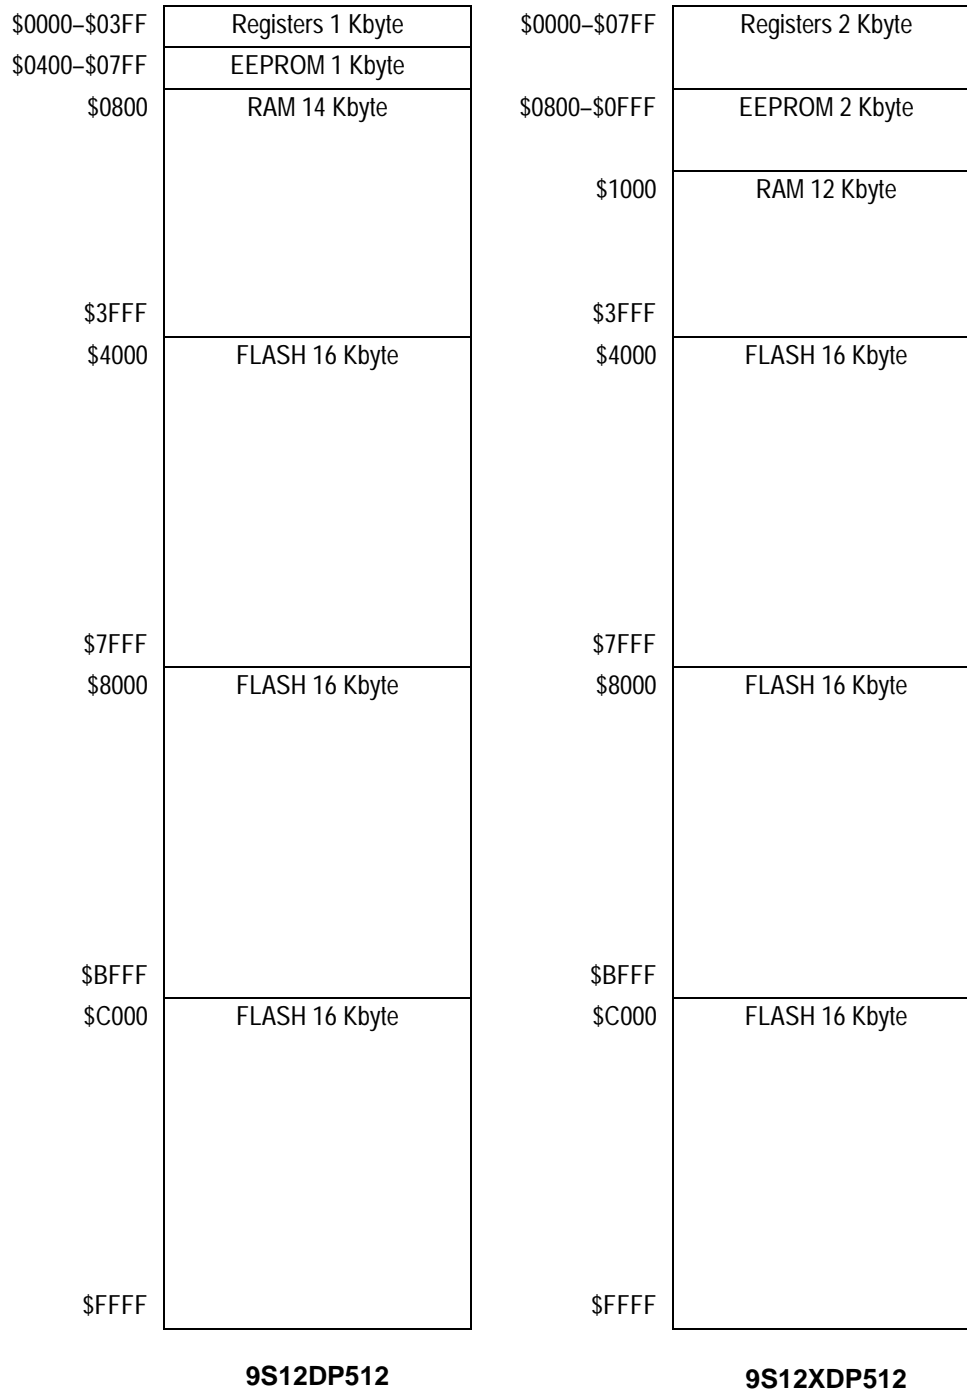 $0000–$03FF Registers 1 Kbyte $0000–$07FF Registers 2 Kbyte
$0400–$07FF EEPROM 1 Kbyte
$0800 RAM 14 Kbyte $0800–$0FFF EEPROM 2 Kbyte
$1000 RAM 12 Kbyte
$3FFF $3FFF
$4000 FLASH 16 Kbyte $4000 FLASH 16 Kbyte
$7FFF $7FFF
$8000 FLASH 16 Kbyte $8000 FLASH 16 Kbyte
$BFFF $BFFF
$C000 FLASH 16 Kbyte $C000 FLASH 16 Kbyte
$FFFF $FFFF
9S12DP512 9S12XDP512